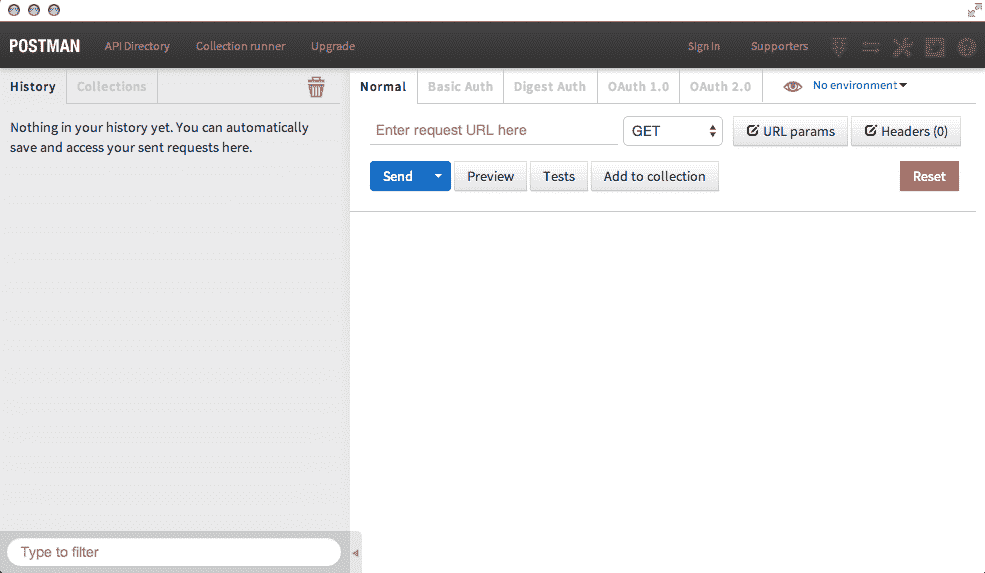 POSTMAN API Directory Collection runner Upgrade Sign in Supporters
History Collections
Nothing in your history yet. You can automatically
save and access your sent requests here.
Type to filter
Normal Basic Auth Digest Auth OAuth 1.0 OAuth 2.0 No environment
Enter request URL here GET URL params Headers (0)
Send Preview Tests Add to collection Reset